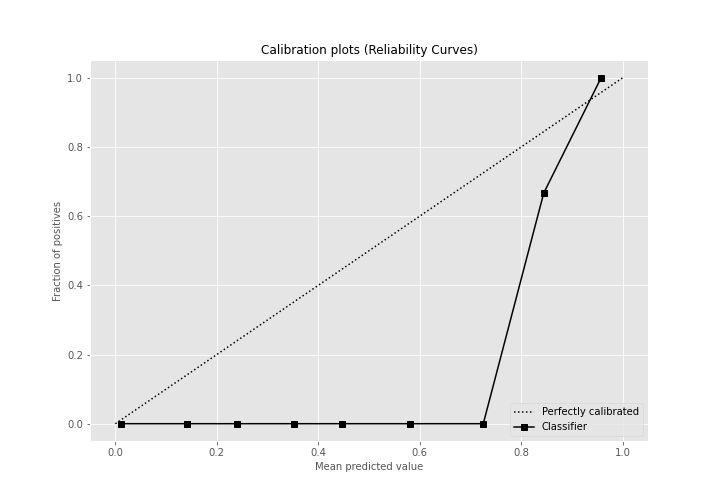 Calibration plots (Reliability Curves)
1.0
0.8
0.6
0.4
0.2
0.0
Fraction of positives
0.0 0.2 0.4 0.6 0.8 1.0
Mean predicted value
Perfectly calibrated
Classifier